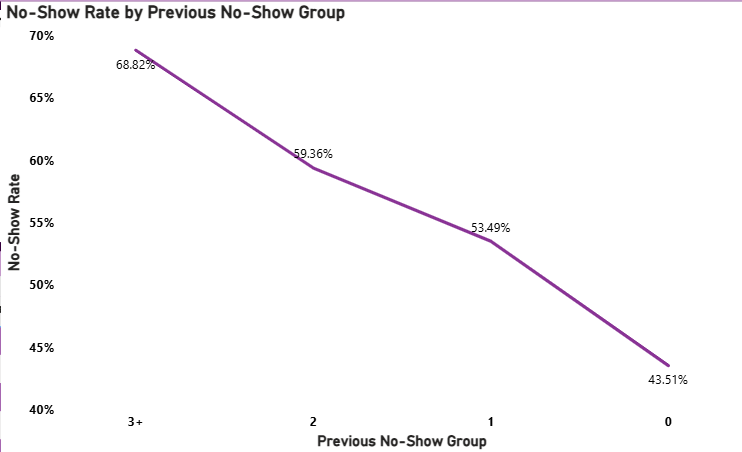 No-Show Rate by Previous No-Show Group
70%
68.82%
65%
60%
59.36%
55%
53.49%
50%
45%
43.51%
40%
No-Show Rate
3+ 2 1 0
Previous No-Show Group